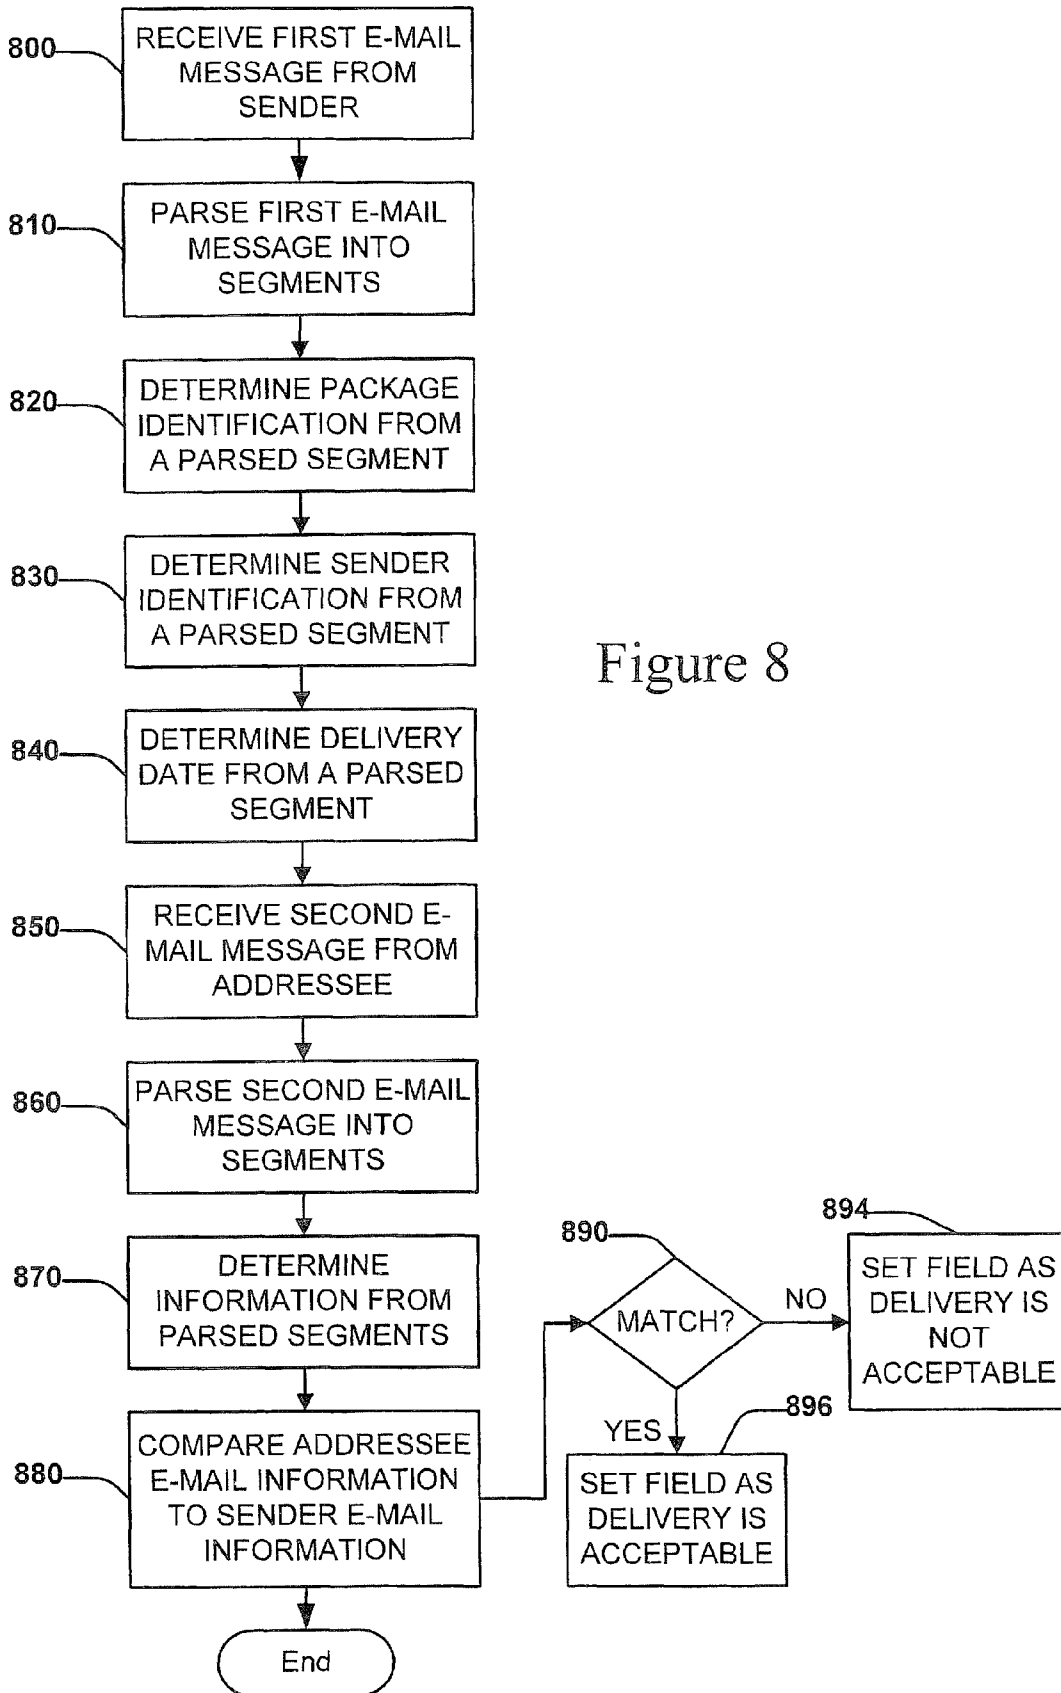 800
RECEIVE FIRST E-MAIL
MESSAGE FROM
SENDER
810
PARSE FIRST E-MAIL
MESSAGE INTO
SEGMENTS
820
DETERMINE PACKAGE
IDENTIFICATION FROM
A PARSED SEGMENT
830
DETERMINE SENDER
IDENTIFICATION FROM
A PARSED SEGMENT
Figure 8
840
DETERMINE DELIVERY
DATE FROM A PARSED
SEGMENT
850
RECEIVE SECOND E-
MAIL MESSAGE FROM
ADDRESSEE
860
PARSE SECOND E-MAIL
MESSAGE INTO
SEGMENTS
870
DETERMINE
INFORMATION FROM
PARSED SEGMENTS
880
COMPARE ADDRESSEE
E-MAIL INFORMATION
TO SENDER E-MAIL
INFORMATION
890
MATCH?
NO
894
SET FIELD AS
DELIVERY IS
NOT
ACCEPTABLE
YES
896
SET FIELD AS
DELIVERY IS
ACCEPTABLE
End